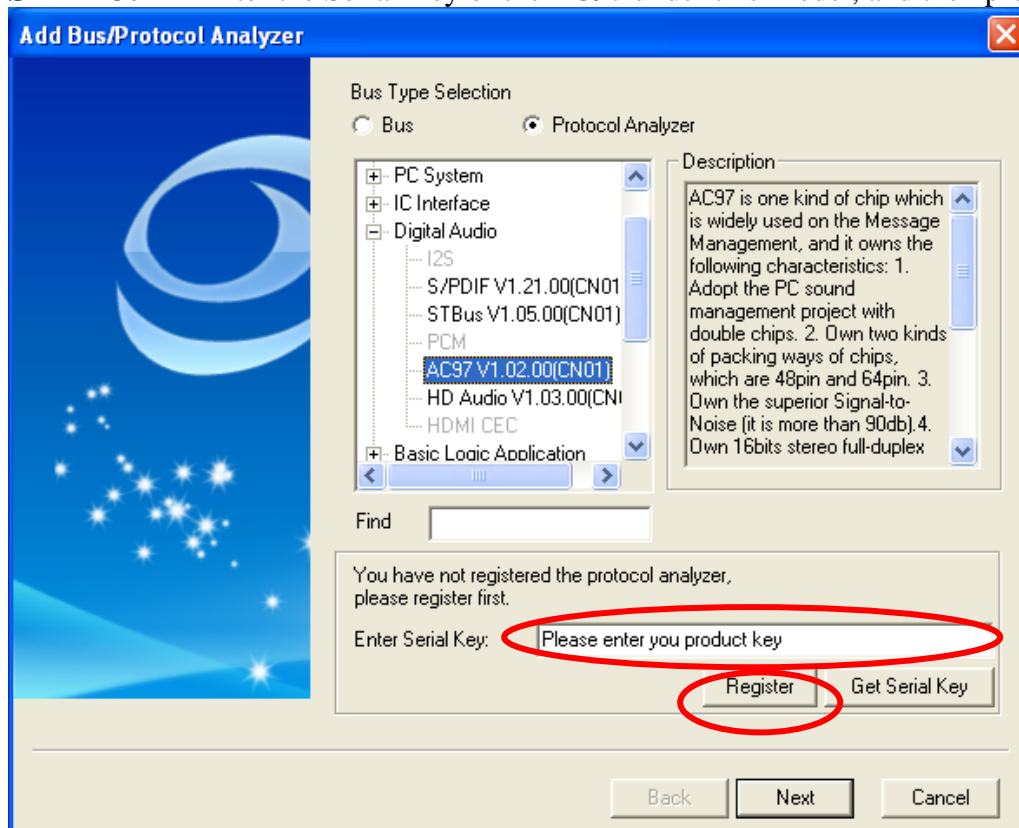 Add Bus/Protocol Analyzer
Bus Type Selection
Bus
Protocol Analyzer
PC System
IC Interface
Digital Audio
I2S
S/PDIF V1.21.00(CN01
STBus V1.05.00(CN01)
PCM
AC97 V1.02.00(CN01)
HD Audio V1.03.00(CN
HDMI CEC
Basic Logic Application
Description
AC97 is one kind of chip which
is widely used on the Message
Management, and it owns the
following characteristics: 1.
Adopt the PC sound
management project with
double chips. 2. Own two kinds
of packing ways of chips,
which are 48pin and 64pin. 3.
Own the superior Signal-to-
Noise (it is more than 90db).4.
Own 16bits stereo full-duplex
Find
You have not registered the protocol analyzer,
please register first.
Enter Serial Key:
Please enter you product key
Register
Get Serial Key
Back
Next
Cancel